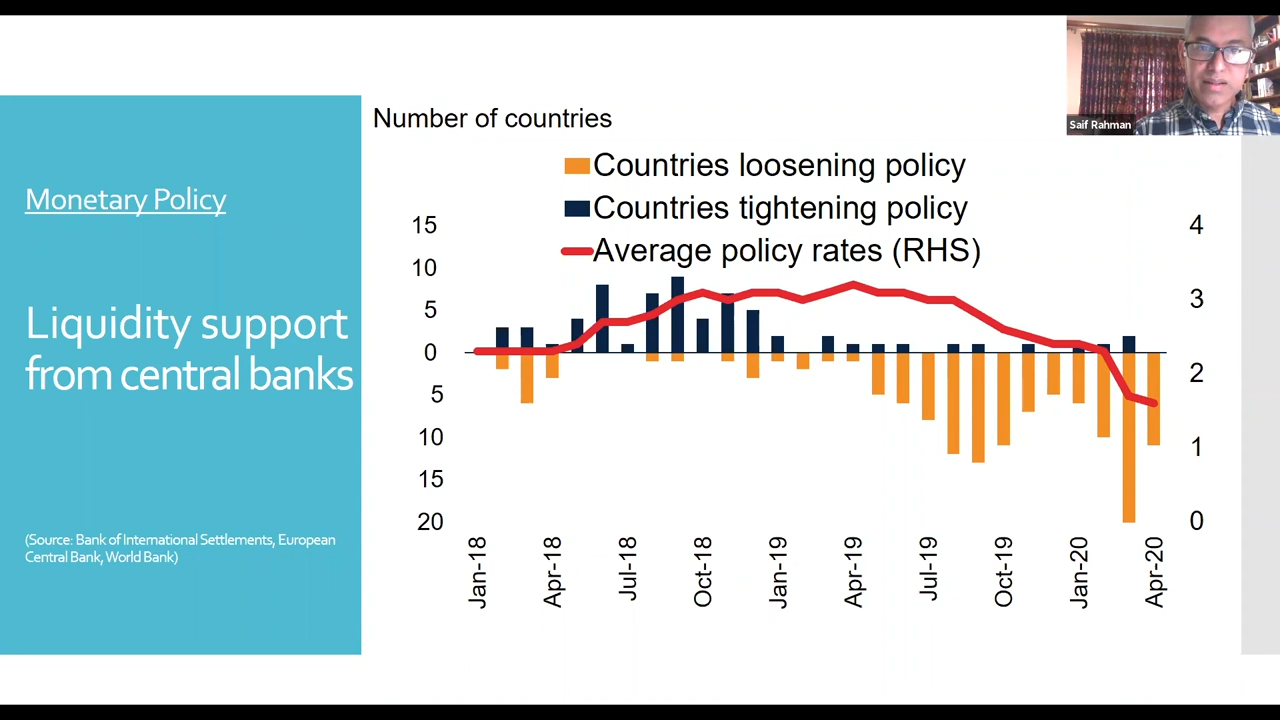 Saif Rahman
Monetary Policy
Liquidity support
from central banks
(Source: Bank of International Settlements, European
Central Bank, World Bank)
Number of countries
Countries loosening policy
Countries tightening policy
Average policy rates (RHS)
15
10
5
0
5
10
15
20
4
3
2
1
0
Jan-18
Apr-18
Jul-18
Oct-18
Jan-19
Apr-19
Jul-19
Oct-19
Jan-20
Apr-20